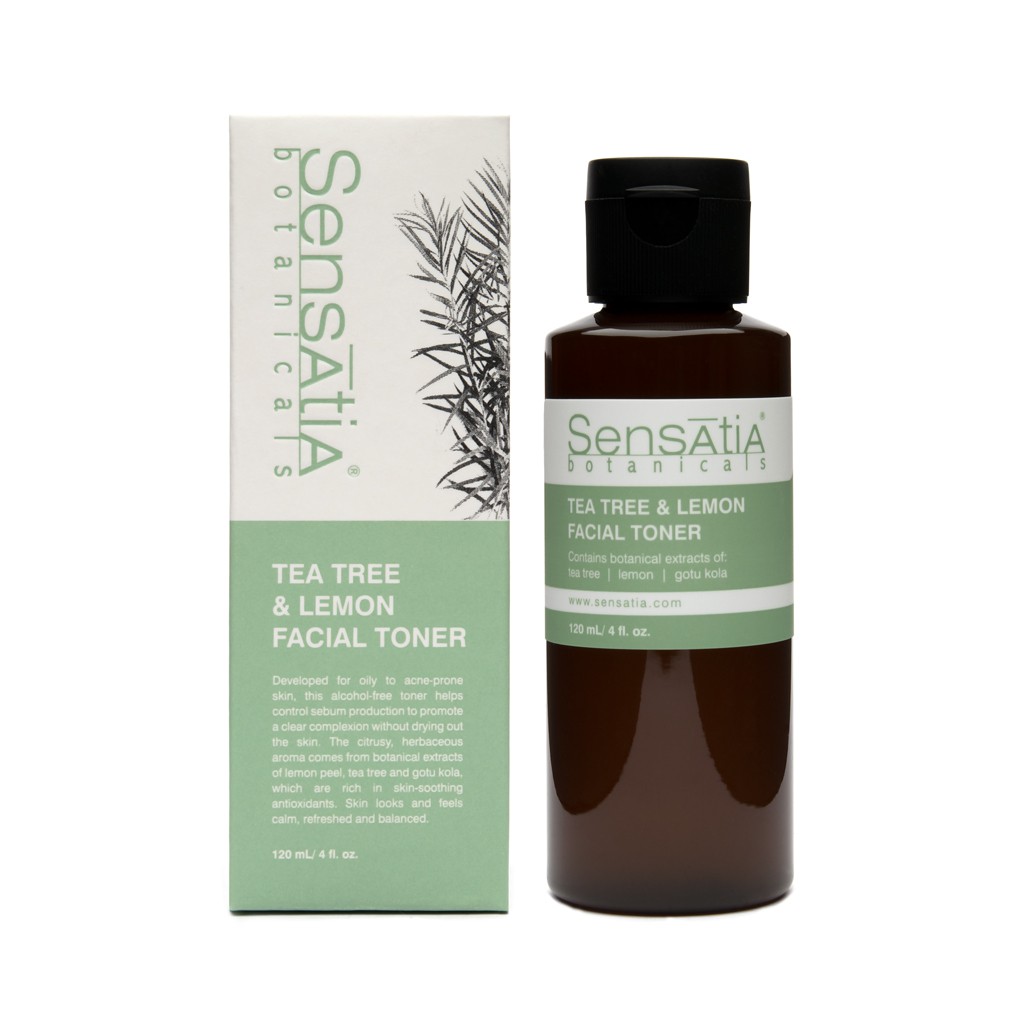 SensAtiA®
botanicals
TEA TREE
& LEMON
FACIAL TONER
Developed for oily to acne-prone
skin, this alcohol-free toner helps
control sebum production to promote
a clear complexion without drying out
the skin. The citrusy, herbaceous
aroma comes from botanical extracts
of lemon peel, tea tree and gotu kola,
which are rich in skin-soothing
antioxidants. Skin looks and feels
calm, refreshed and balanced.
120 mL/ 4 fl. oz.
SensAtiA®
botanicals
TEA TREE & LEMON
FACIAL TONER
Contains botanical extracts of:
tea tree | lemon | gotu kola
www.sensatia.com
120 mL/ 4 fl. oz.